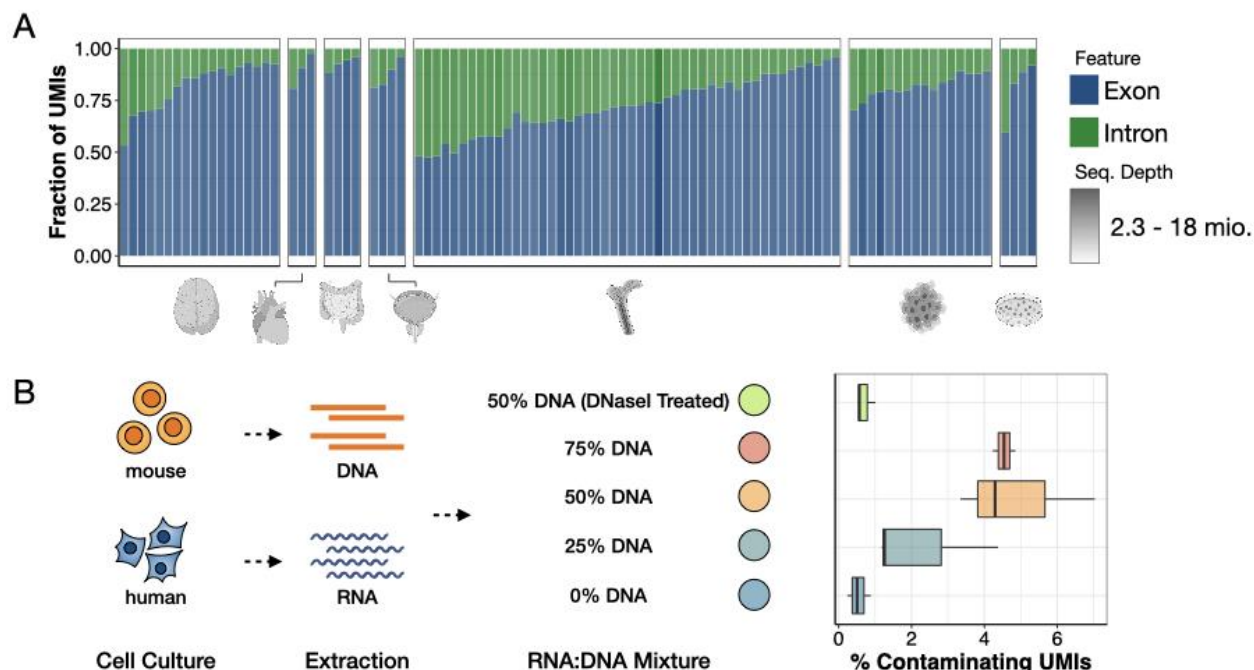 A
Fraction of UMIs
1.00
0.75
0.50
0.25
0.00
Feature
Exon
Intron
Seq. Depth
2.3 - 18 mio.
B
mouse
human
Cell Culture
DNA
RNA
Extraction
50% DNA (DNaseI Treated)
75% DNA
50% DNA
25% DNA
0% DNA
RNA:DNA Mixture
0 2 4 6
% Contaminating UMIs